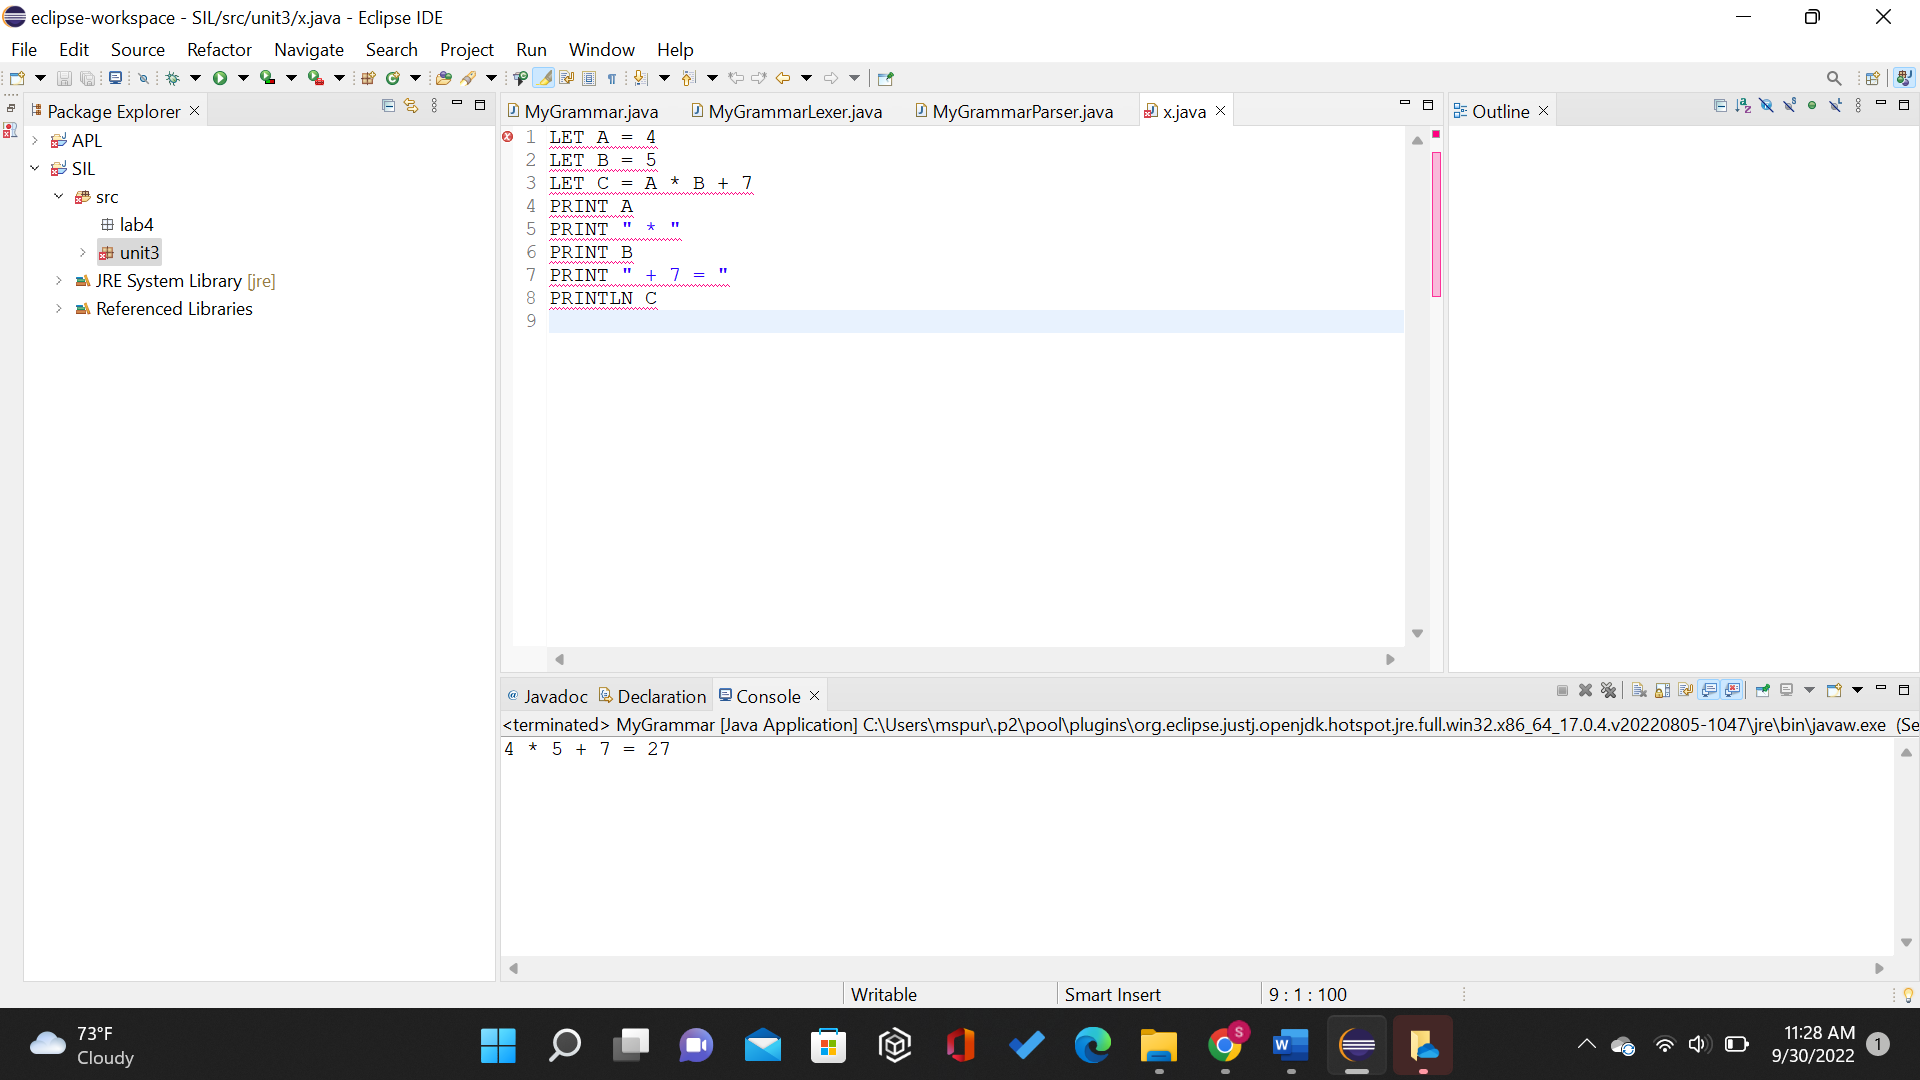 eclipse-workspace - SIL/src/unit3/x.java - Eclipse IDE
File Edit Source Refactor Navigate Search Project Run Window Help
Package Explorer
APL
SIL
src
lab4
unit3
JRE System Library [jre]
Referenced Libraries
MyGrammar.java MyGrammarLexer.java MyGrammarParser.java x.java
1 LET A = 4
2 LET B = 5
3 LET C = A * B + 7
4 PRINT A
5 PRINT " * "
6 PRINT B
7 PRINT " + 7 = "
8 PRINTLN C
9
Outline
@ Javadoc Declaration Console
<terminated> MyGrammar [Java Application] C:\Users\mspur\.p2\pool\plugins\org.eclipse.justj.openjdk.hotspot.jre.full.win32.x86_64_17.0.4.v20220805-1047\jre\bin\javaw.exe (Se
4 * 5 + 7 = 27
Writable Smart Insert 9 : 1 : 100
73°F
Cloudy
S
W
11:28 AM
9/30/2022
1